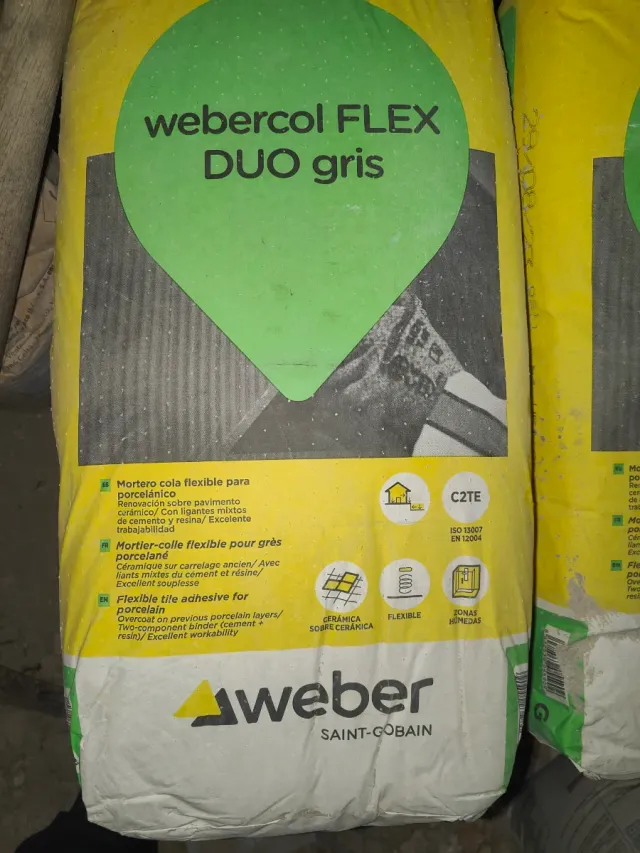 webercol FLEX
DUO gris
ES Mortero cola flexible para
porcelánico
Renovación sobre pavimento
cerámico/ Con ligantes mixtos
de cemento y resina/ Excelente
trabajabilidad
FR Mortier-colle flexible pour grès
porcelané
Céramique sur carrelage ancien/ Avec
liants mixtes du cément et résine/
Excellent souplesse
EN Flexible tile adhesive for
porcelain
Overcoat on previous porcelain layers/
Two-component binder (cement +
resin)/ Excellent workability
C2TE
ISO 13007
EN 12004
CERÁMICA
SOBRE CERÁMICA
FLEXIBLE
ZONAS
HÚMEDAS
weber
SAINT-GOBAIN
G